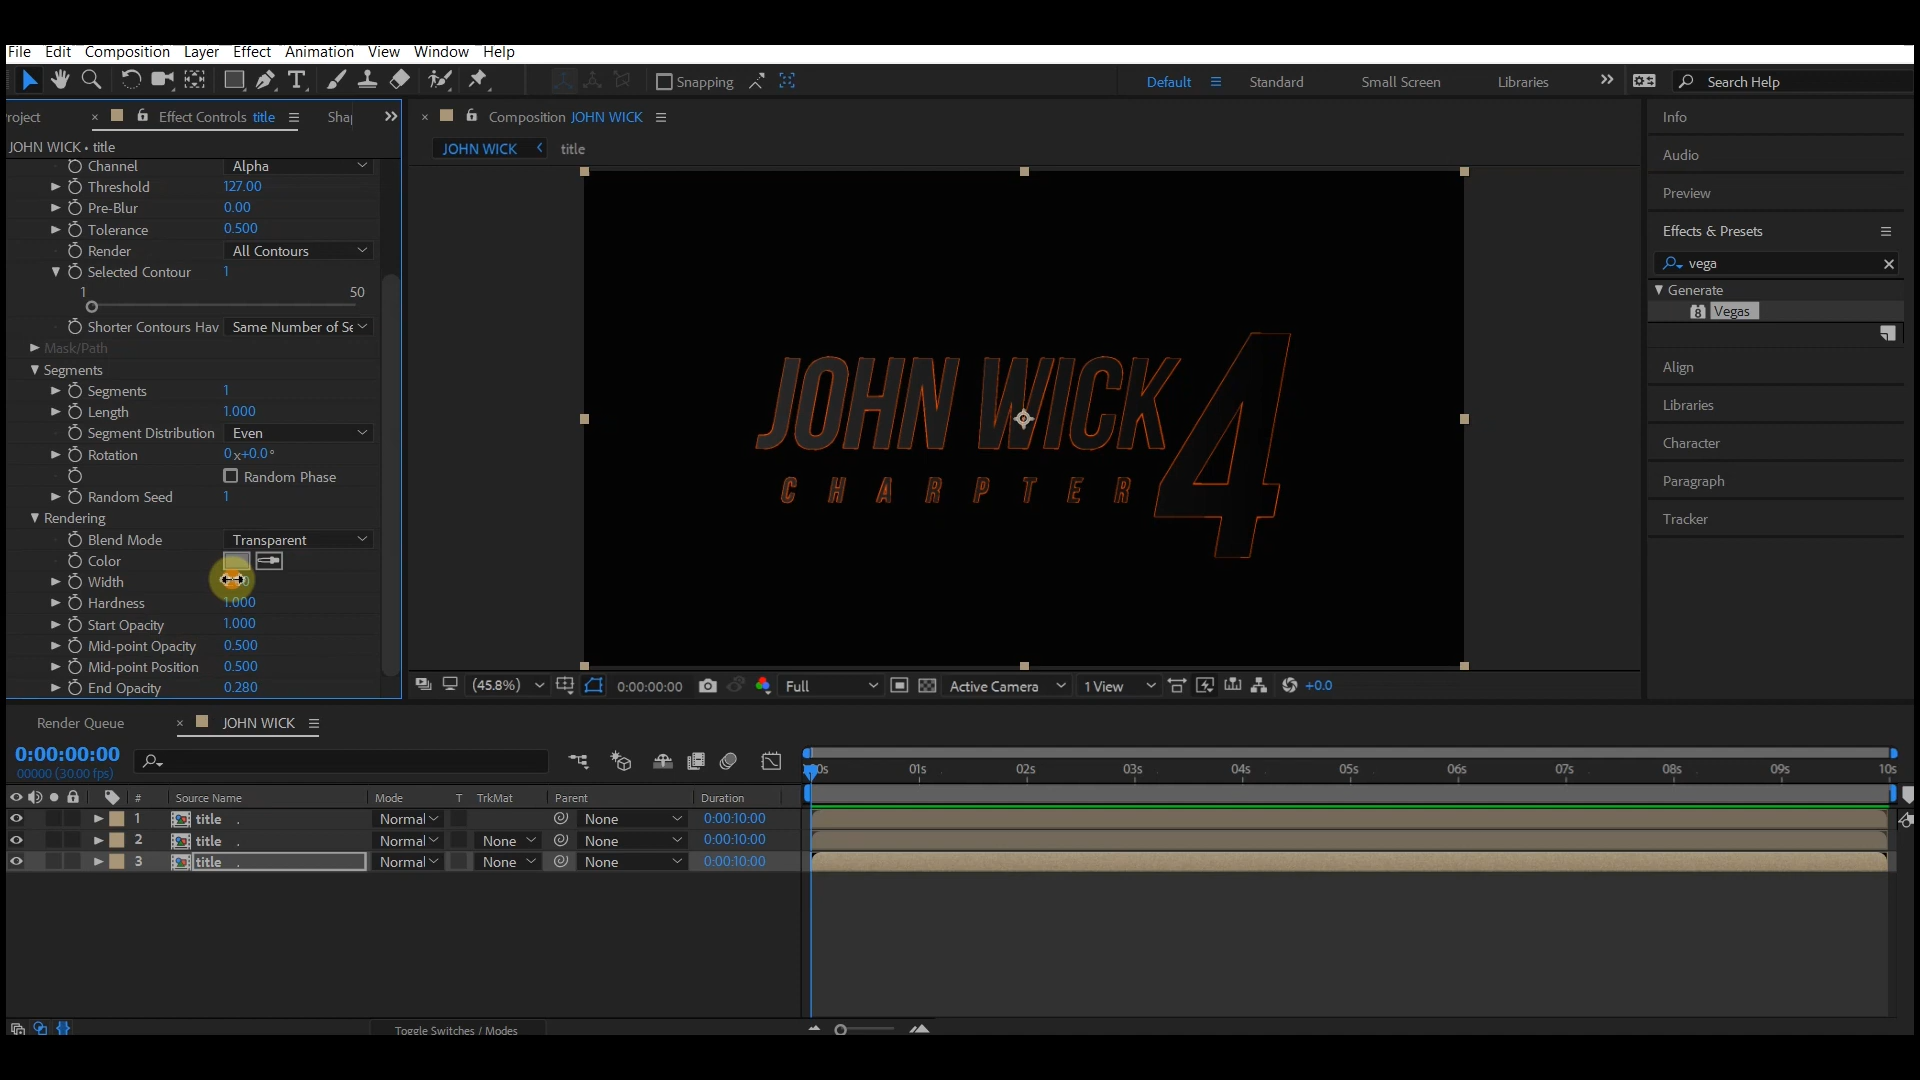 File Edit Composition Layer Effect Animation View Window Help
Snapping Default Standard Small Screen Libraries Search Help
roject Effect Controls title Composition JOHN WICK Info
JOHN WICK • title
JOHN WICK title
Channel Alpha
Threshold 127.00
Pre-Blur 0.00
Tolerance 0.500
Render All Contours
Selected Contour 1
1 50
Shorter Contours Hav Same Number of Se
Mask/Path
Segments
Segments 1
Length 1.000
Segment Distribution Even
Rotation 0x+0.0°
Random Phase
Random Seed 1
Rendering
Blend Mode Transparent
Color
Width
Hardness 1.000
Start Opacity 1.000
Mid-point Opacity 0.500
Mid-point Position 0.500
End Opacity 0.280
JOHN WICK 4
CHARPTER
(45.8%) 0:00:00:00 Full Active Camera 1 View +0.0
Audio
Preview
Effects & Presets
vega
Generate
8 Vegas
Align
Libraries
Character
Paragraph
Tracker
Render Queue JOHN WICK
0:00:00:00
00000 (30.00 fps)
01s 02s 03s 04s 05s 06s 07s 08s 09s 10s
# Source Name Mode T TrkMat Parent Duration
1 title . Normal None 0:00:10:00
2 title . Normal None None 0:00:10:00
3 title . Normal None None 0:00:10:00
Toggle Switches / Modes